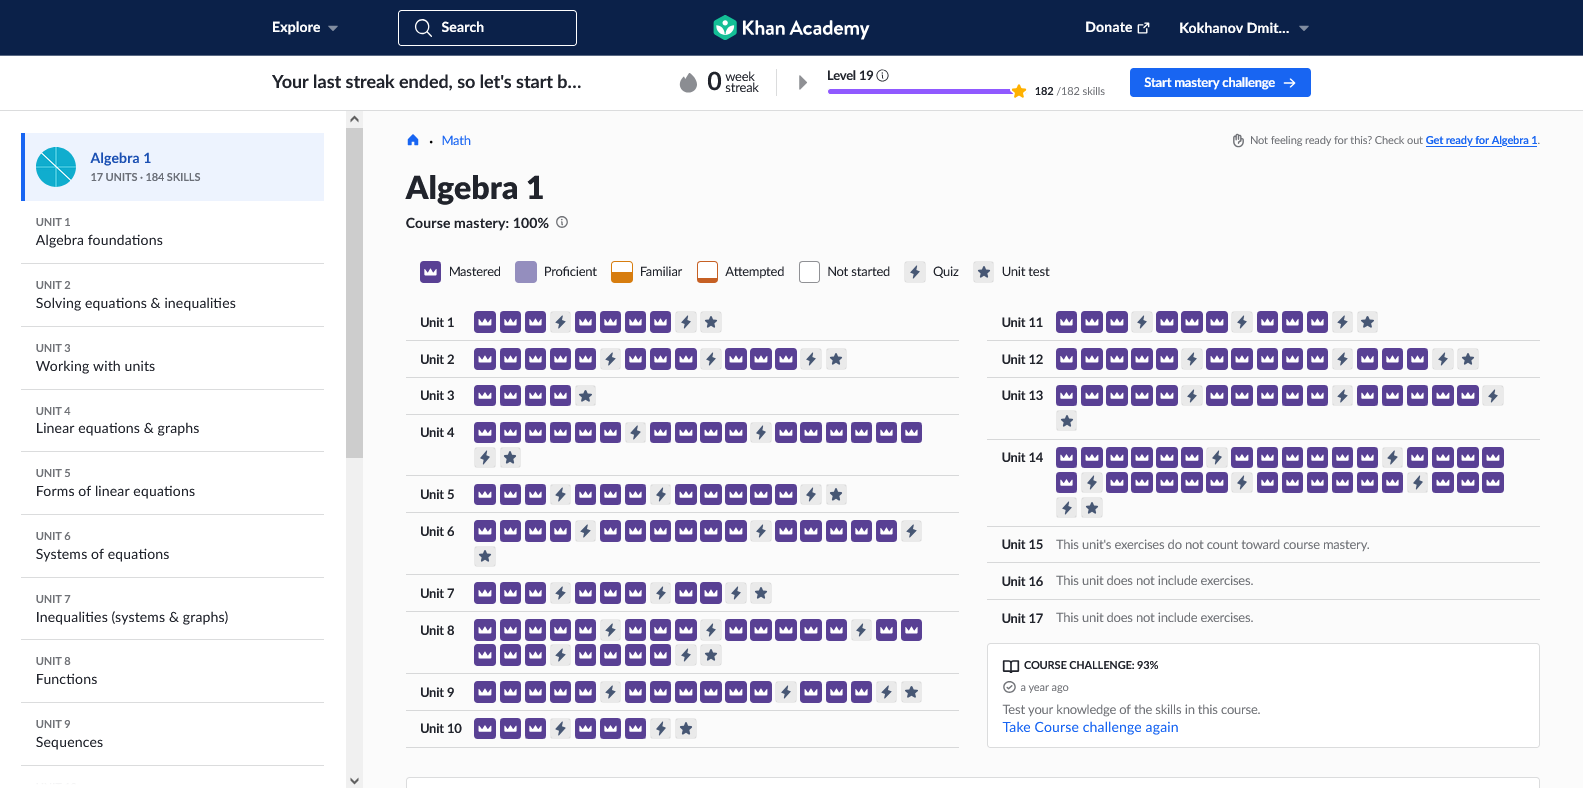 Explore
Search
Khan Academy
Donate
Kokhanov Dmit...
Your last streak ended, so let's start b...
0 week streak
Level 19
182 /182 skills
Start mastery challenge
Algebra 1
17 UNITS · 184 SKILLS
UNIT 1
Algebra foundations
UNIT 2
Solving equations & inequalities
UNIT 3
Working with units
UNIT 4
Linear equations & graphs
UNIT 5
Forms of linear equations
UNIT 6
Systems of equations
UNIT 7
Inequalities (systems & graphs)
UNIT 8
Functions
UNIT 9
Sequences
Math
Not feeling ready for this? Check out Get ready for Algebra 1.
Algebra 1
Course mastery: 100%
Mastered
Proficient
Familiar
Attempted
Not started
Quiz
Unit test
Unit 1
Unit 2
Unit 3
Unit 4
Unit 5
Unit 6
Unit 7
Unit 8
Unit 9
Unit 10
Unit 11
Unit 12
Unit 13
Unit 14
Unit 15 This unit's exercises do not count toward course mastery.
Unit 16 This unit does not include exercises.
Unit 17 This unit does not include exercises.
COURSE CHALLENGE: 93%
a year ago
Test your knowledge of the skills in this course.
Take Course challenge again